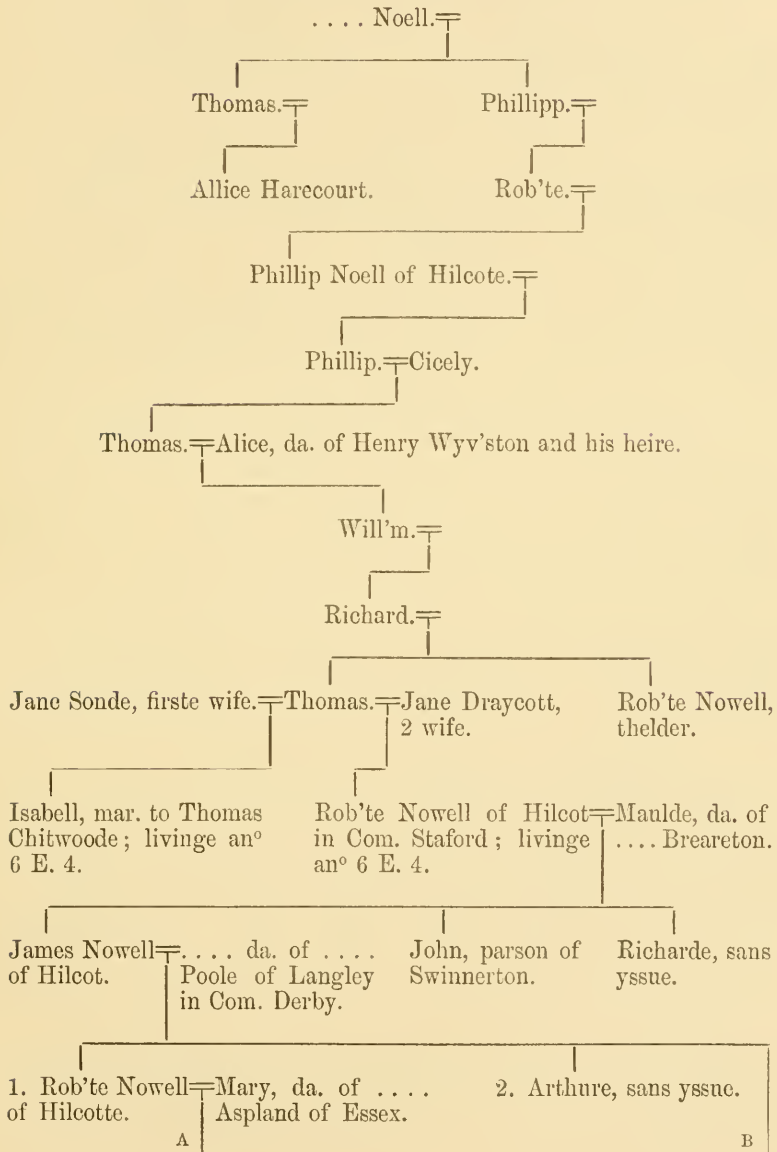 . . . . Noell.
Thomas. Phillipp.
Allice Harecourt. Rob'te.
Phillip Noell of Hilcote.
Phillip. Cicely.
Thomas. Alice, da. of Henry Wyv'ston and his heire.
Will'm.
Richard.
Jane Sonde, firste wife. Thomas. Jane Draycott, 2 wife. Rob'te Nowell, thelder.
Isabell, mar. to Thomas
Chitwoode; livinge anº
6 E. 4.
Rob'te Nowell of Hilcot
in Com. Staford; livinge
anº 6 E. 4.
Maulde, da. of
. . . . Breareton.
James Nowell
of Hilcot.
. . . . da. of . . . .
Poole of Langley
in Com. Derby.
John, parson of
Swinnerton.
Richarde, sans
yssue.
1. Rob'te Nowell
of Hilcotte.
Mary, da. of . . . .
Aspland of Essex.
2. Arthure, sans yssue.
A B